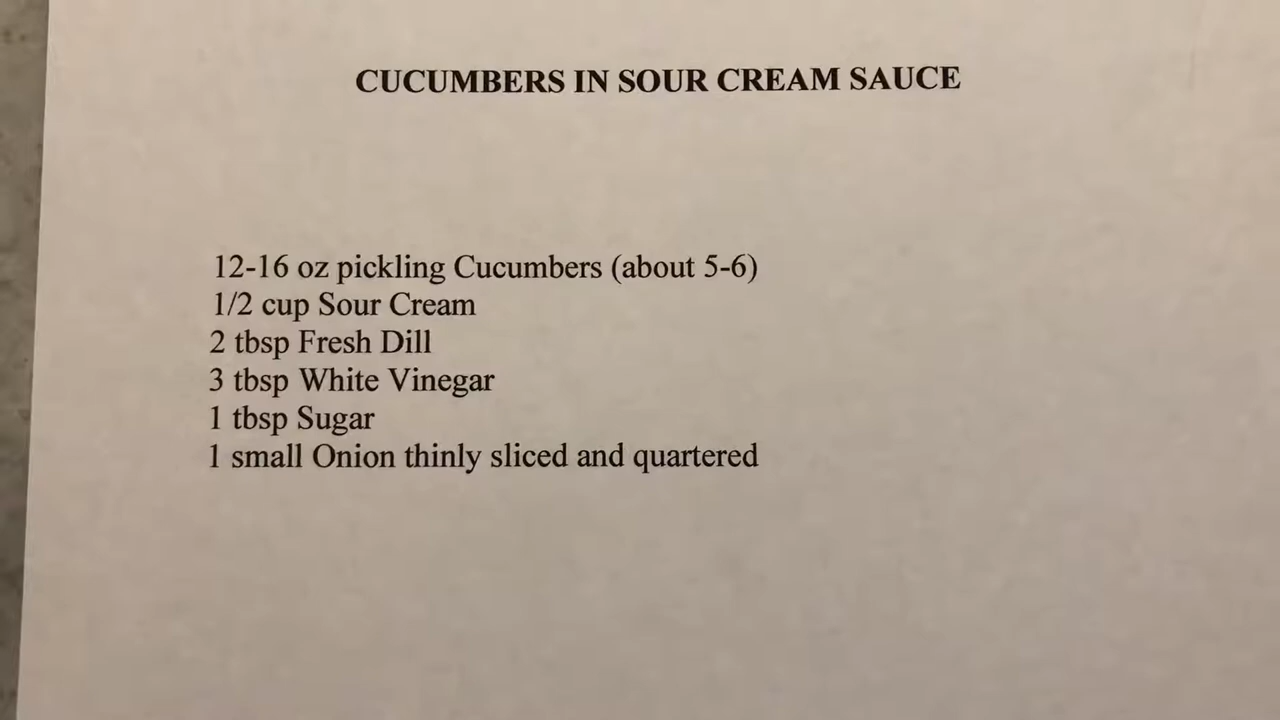 CUCUMBERS IN SOUR CREAM SAUCE
12-16 oz pickling Cucumbers (about 5-6)
1/2 cup Sour Cream
2 tbsp Fresh Dill
3 tbsp White Vinegar
1 tbsp Sugar
1 small Onion thinly sliced and quartered